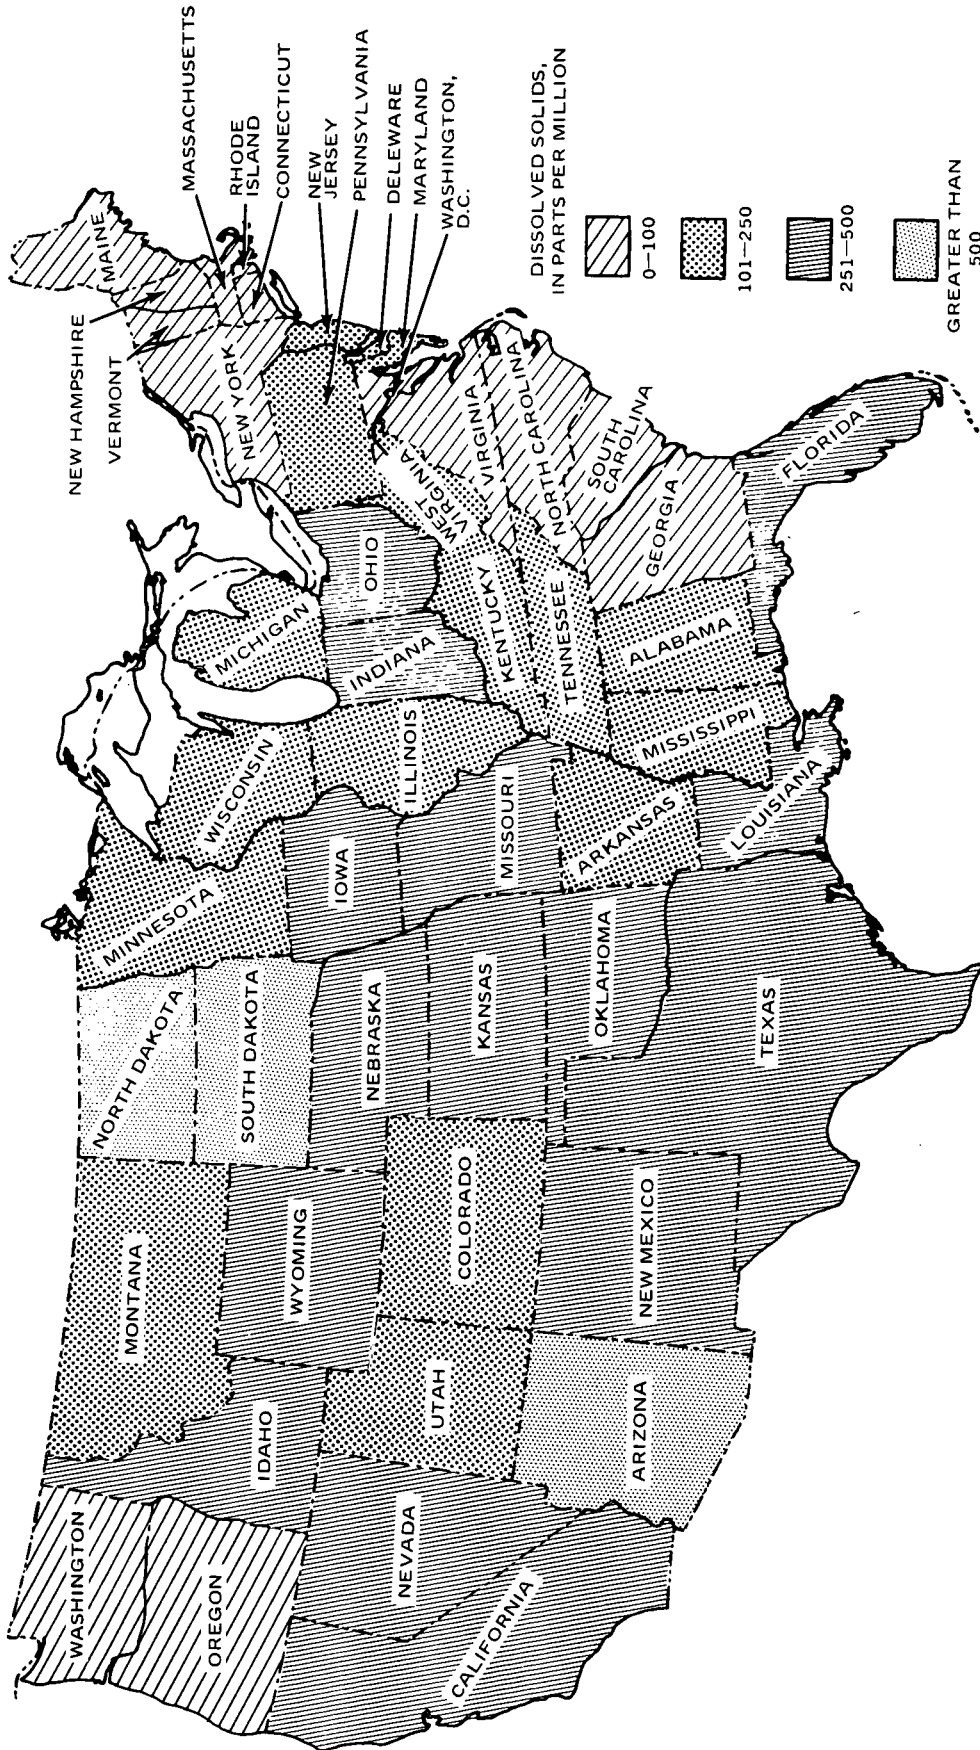 WASHINGTON
OREGON
CALIFORNIA
NEVADA
IDAHO
MONTANA
WYOMING
UTAH
ARIZONA
COLORADO
NEW MEXICO
NORTH DAKOTA
SOUTH DAKOTA
NEBRASKA
KANSAS
OKLAHOMA
TEXAS
MINNESOTA
IOWA
MISSOURI
ARKANSAS
LOUISIANA
WISCONSIN
ILLINOIS
MICHIGAN
INDIANA
OHIO
KENTUCKY
TENNESSEE
MISSISSIPPI
ALABAMA
GEORGIA
FLORIDA
SOUTH
CAROLINA
NORTH CAROLINA
VIRGINIA
WEST
VIRGINIA
NEW YORK
MAINE
NEW HAMPSHIRE
VERMONT
MASSACHUSETTS
RHODE
ISLAND
CONNECTICUT
NEW
JERSEY
PENNSYLVANIA
DELEWARE
MARYLAND
WASHINGTON,
D.C.
DISSOLVED SOLIDS,
IN PARTS PER MILLION
0–100
101–250
251–500
GREATER THAN
500